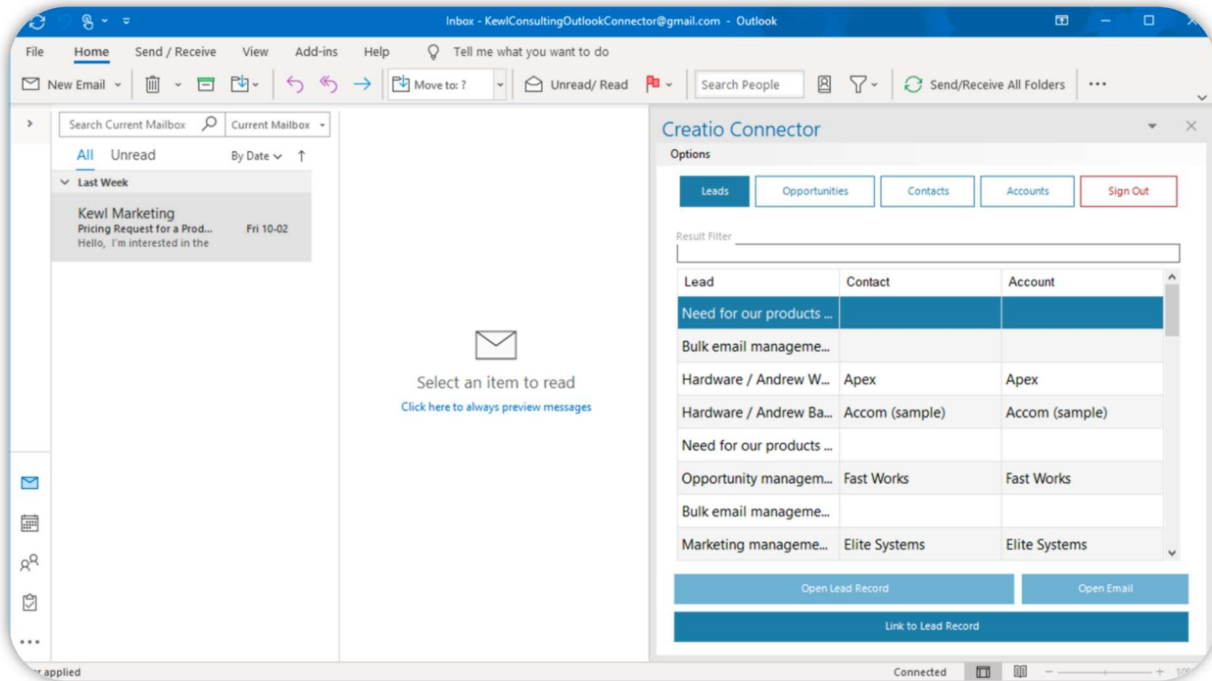 Inbox - KewlConsultingOutlookConnector@gmail.com - Outlook
File Home Send / Receive View Add-ins Help Tell me what you want to do
New Email Move to: ? Unread/ Read Search People Send/Receive All Folders ...
Search Current Mailbox Current Mailbox
All Unread By Date
Last Week
Kewl Marketing
Pricing Request for a Prod... Fri 10-02
Hello, I'm interested in the
Select an item to read
Click here to always preview messages
Creatio Connector
Options
Leads Opportunities Contacts Accounts Sign Out
Result Filter
Lead Contact Account
Need for our products ...
Bulk email manageme...
Hardware / Andrew W... Apex Apex
Hardware / Andrew Ba... Accom (sample) Accom (sample)
Need for our products ...
Opportunity managem... Fast Works Fast Works
Bulk email manageme...
Marketing manageme... Elite Systems Elite Systems
Open Lead Record Open Email
Link to Lead Record
applied Connected